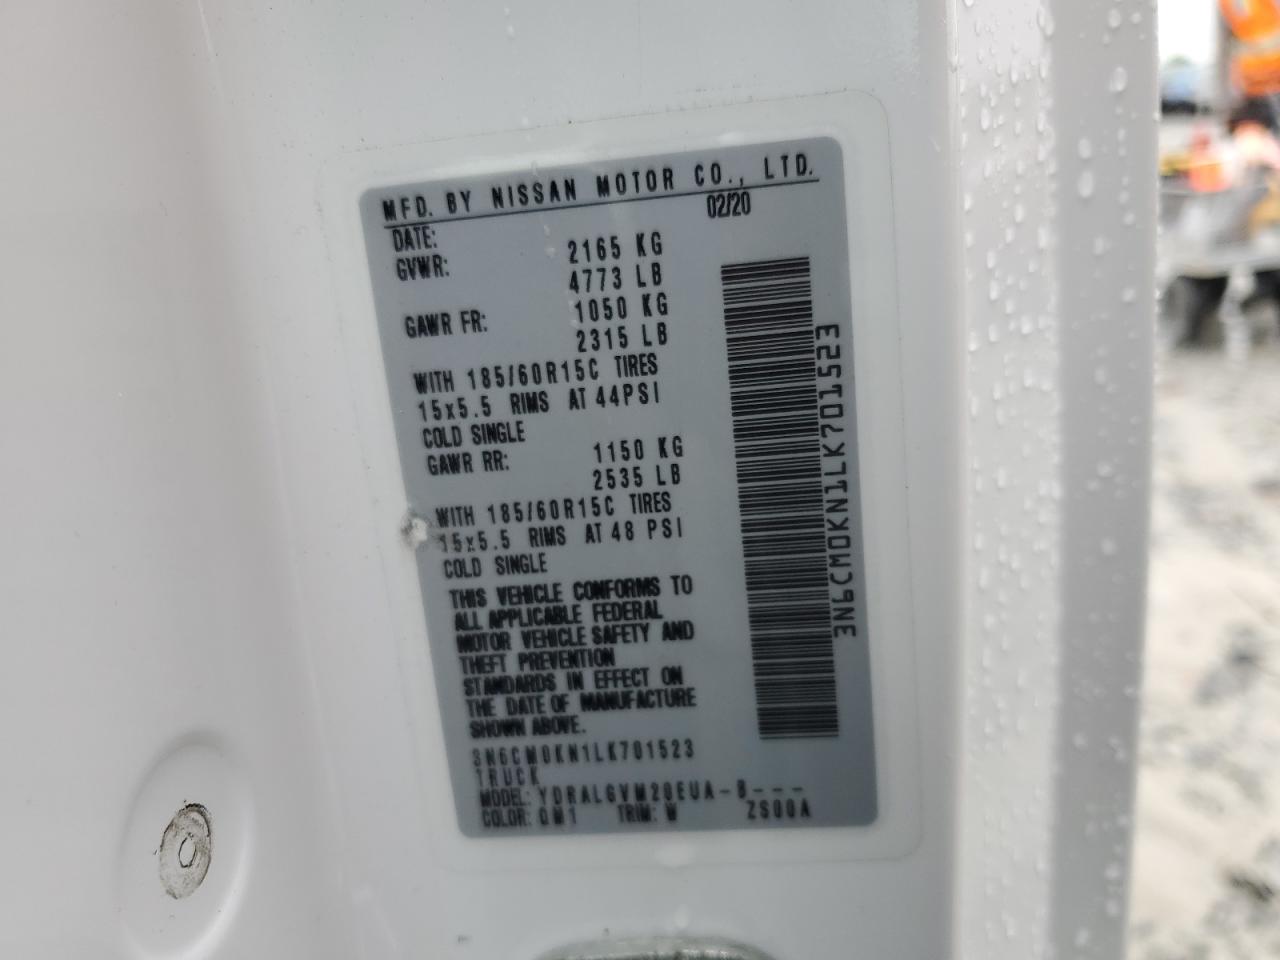 MFD. BY NISSAN MOTOR CO., LTD.
DATE: 02/20
GVWR: 2165 KG
4773 LB
GAWR FR: 1050 KG
2315 LB
WITH 185/60R15C TIRES
15x5.5 RIMS AT 44PSI
COLD SINGLE
GAWR RR: 1150 KG
2535 LB
WITH 185/60R15C TIRES
15x5.5 RIMS AT 48 PSI
COLD SINGLE
THIS VEHICLE CONFORMS TO
ALL APPLICABLE FEDERAL
MOTOR VEHICLE SAFETY AND
THEFT PREVENTION
STANDARDS IN EFFECT ON
THE DATE OF MANUFACTURE
SHOWN ABOVE.
3N6CM0KN1LK701523
TRUCK
MODEL: YDRALGVM20EUA-B---
COLOR: QM1 TRIM: W ZS00A
3N6CM0KN1LK701523